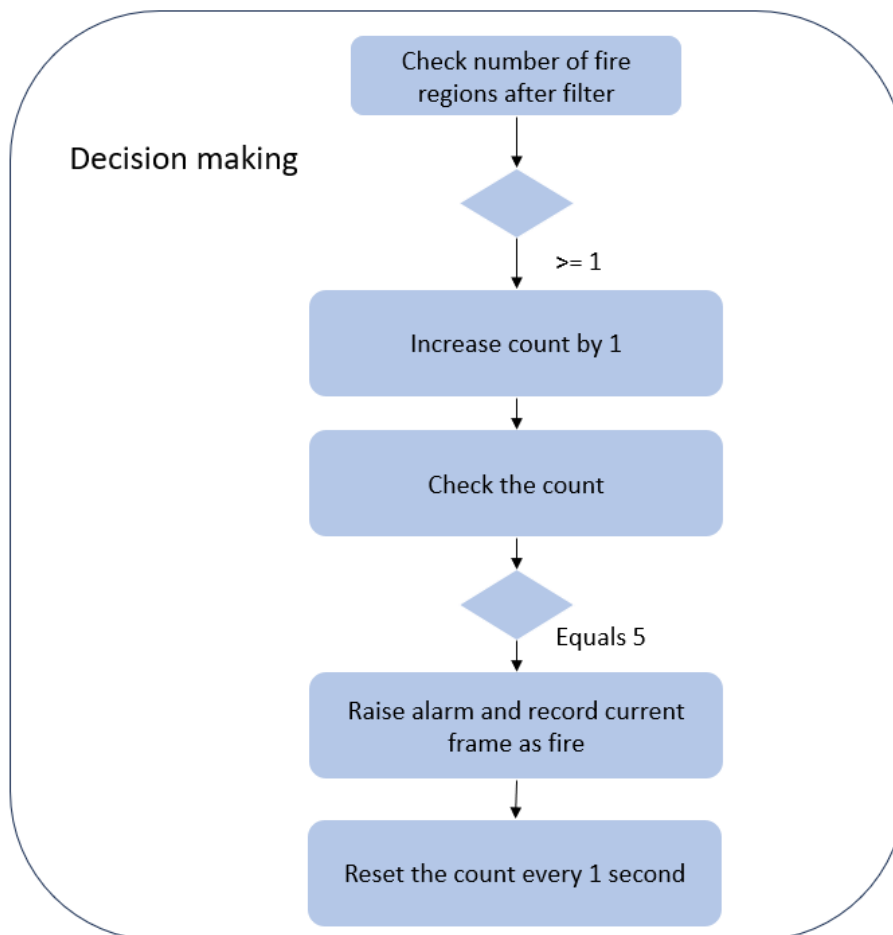 Check number of fire
regions after filter
Decision making
>= 1
Increase count by 1
Check the count
Equals 5
Raise alarm and record current
frame as fire
Reset the count every 1 second